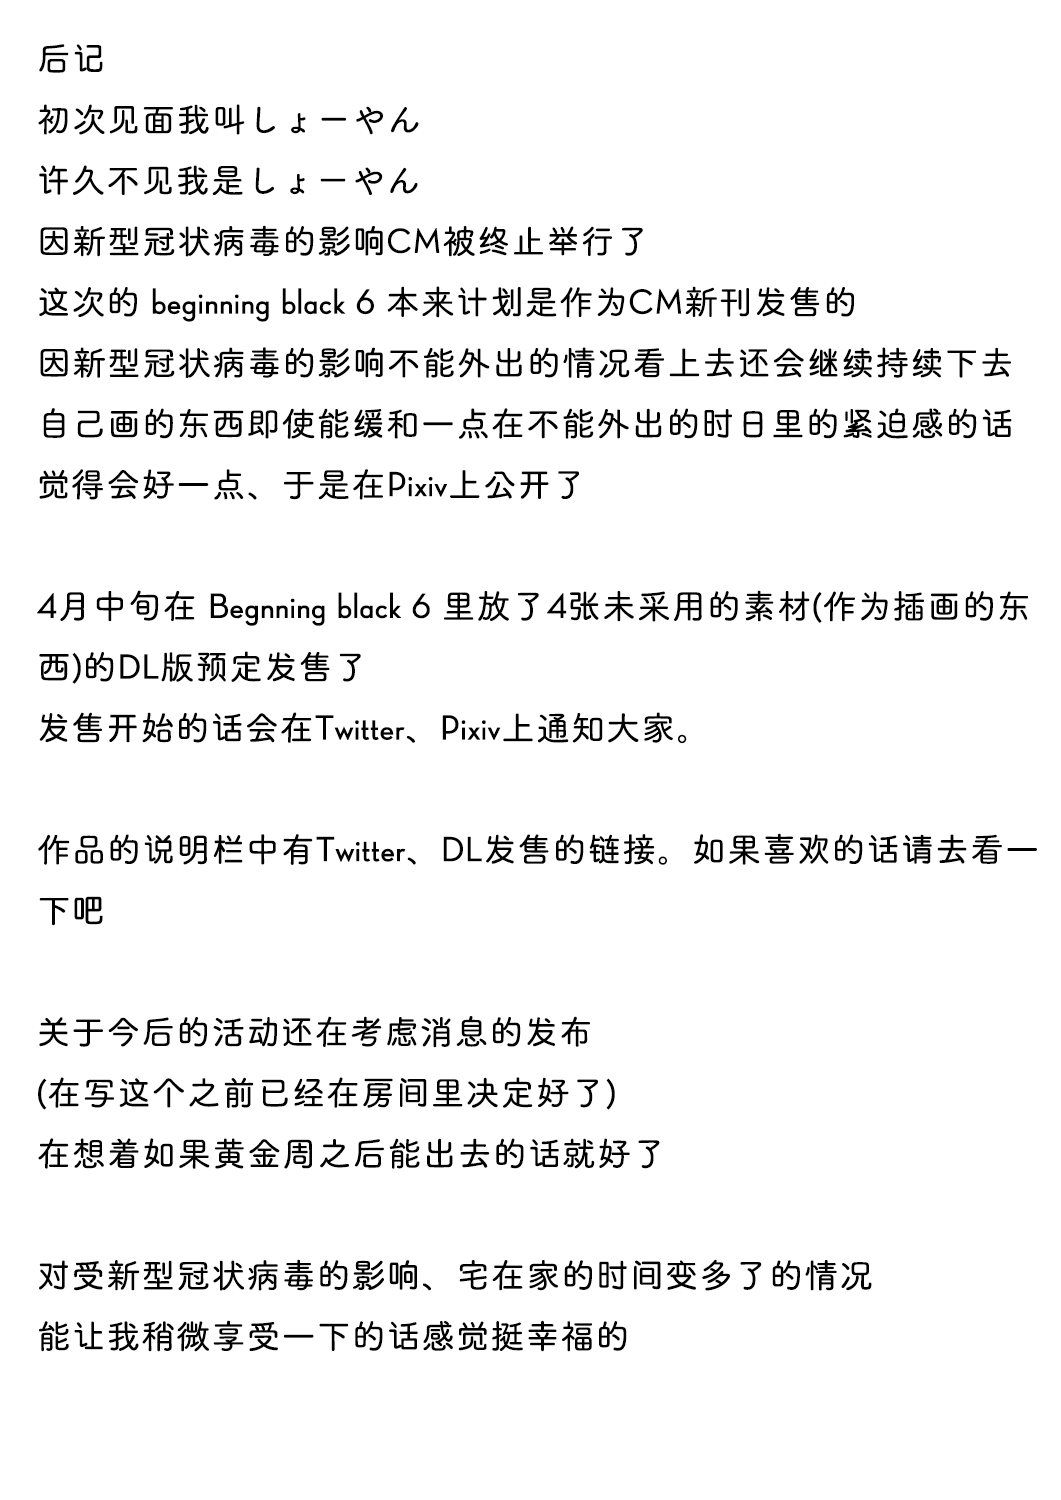 后记
初次见面我叫しょーやん
许久不见我是しょーやん
因新型冠状病毒的影响CM被终止举行了
这次的 beginning black 6 本来计划是作为CM新刊发售的
因新型冠状病毒的影响不能外出的情况看上去还会继续持续下去
自己画的东西即使能缓和一点在不能外出的时日里的紧迫感的话
觉得会好一点、于是在Pixiv上公开了
4月中旬在 Begnning black 6 里放了4张未采用的素材(作为插画的东
西)的DL版预定发售了
发售开始的话会在Twitter、Pixiv上通知大家。
作品的说明栏中有Twitter、DL发售的链接。如果喜欢的话请去看一
下吧
关于今后的活动还在考虑消息的发布
(在写这个之前已经在房间里决定好了)
在想着如果黄金周之后能出去的话就好了
对受新型冠状病毒的影响、宅在家的时间变多了的情况
能让我稍微享受一下的话感觉挺幸福的